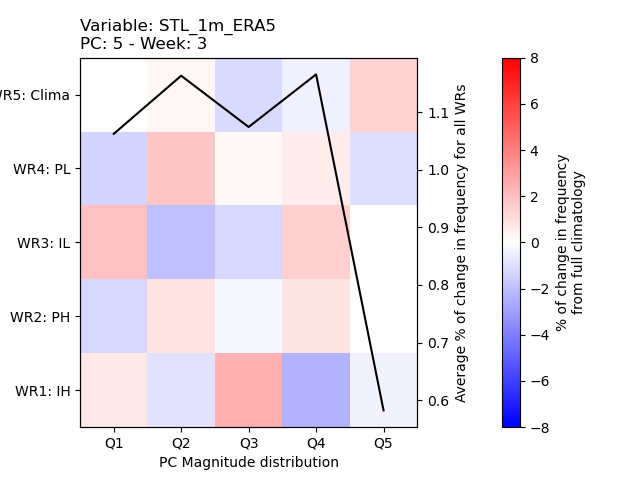 Variable: STL_1m_ERA5
PC: 5 - Week: 3
WR5: Clima
WR4: PL
WR3: IL
WR2: PH
WR1: IH
Q1 Q2 Q3 Q4 Q5
PC Magnitude distribution
1.1
1.0
0.9
0.8
0.7
0.6
Average % of change in frequency for all WRs
8
6
4
2
0
−2
−4
−6
−8
% of change in frequency
from full climatology